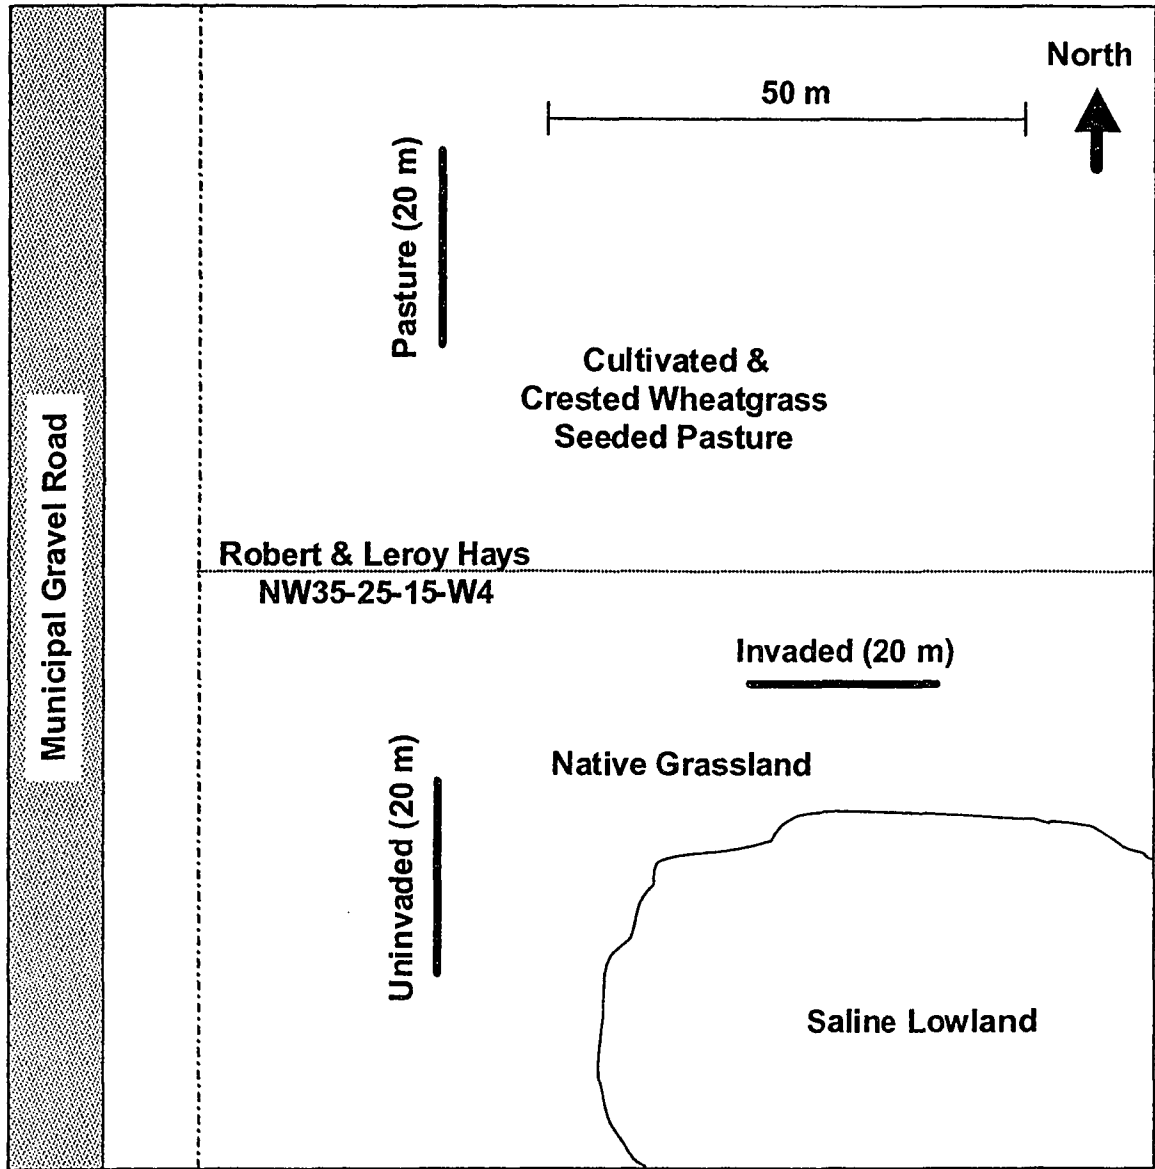 North
50 m
Pasture (20 m)
Cultivated &
Crested Wheatgrass
Seeded Pasture
Municipal Gravel Road
Robert & Leroy Hays
NW35-25-15-W4
Invaded (20 m)
Native Grassland
Uninvaded (20 m)
Saline Lowland